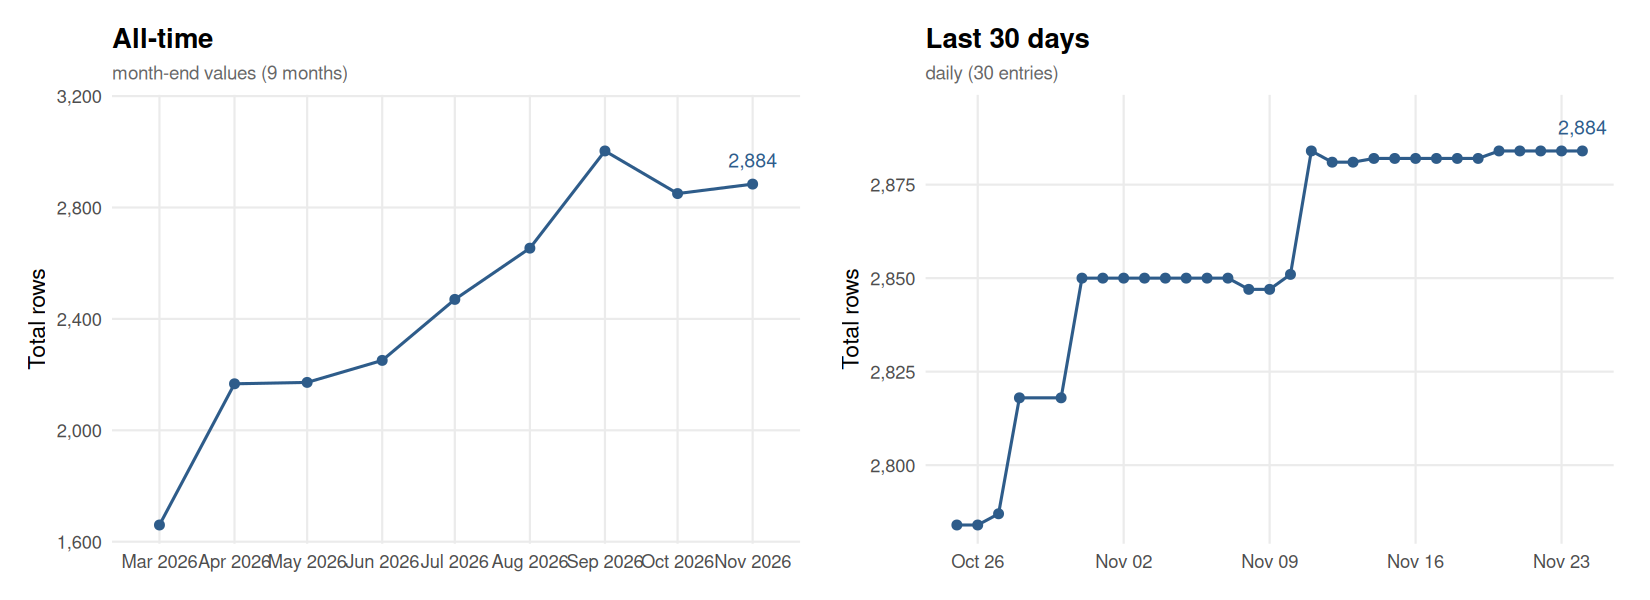 All-time
month-end values (9 months)
Total rows
3,200
2,800
2,400
2,000
1,600
2,884
Mar 2026 Apr 2026 May 2026 Jun 2026 Jul 2026 Aug 2026 Sep 2026 Oct 2026 Nov 2026
Last 30 days
daily (30 entries)
Total rows
2,875
2,850
2,825
2,800
2,884
Oct 26 Nov 02 Nov 09 Nov 16 Nov 23